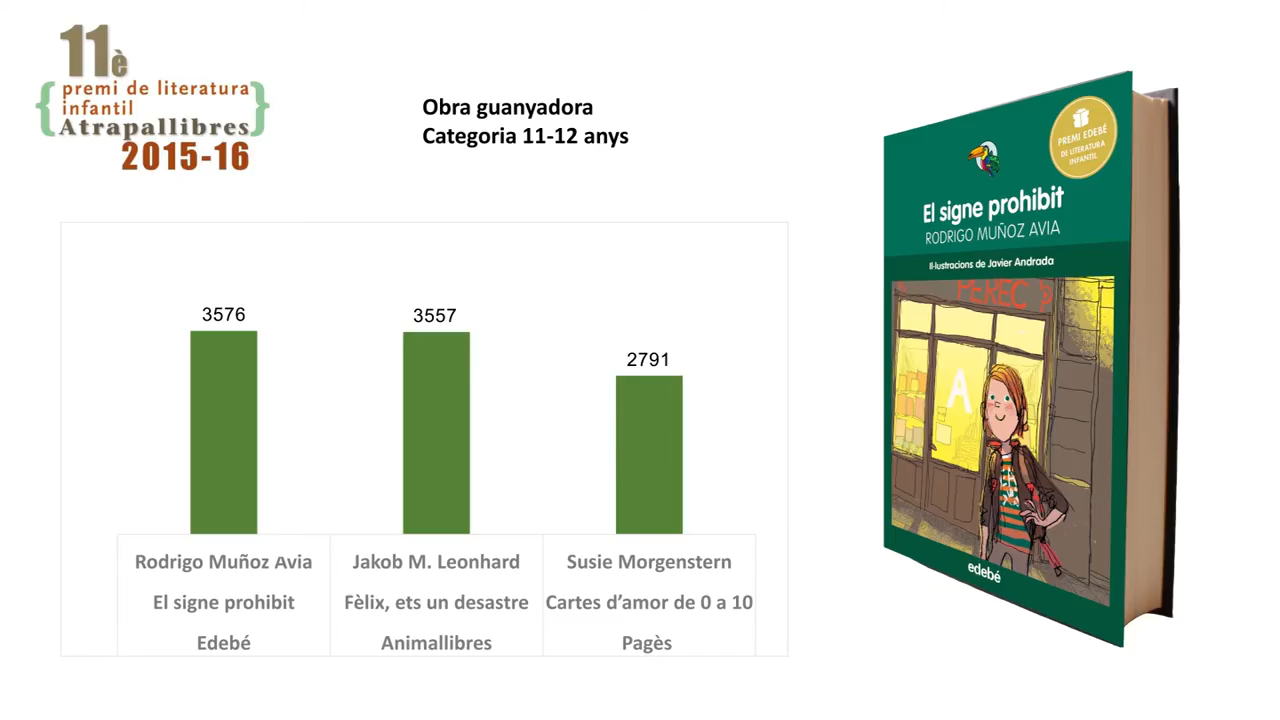 11è
premi de literatura
infantil
Atrapallibres
2015-16
Obra guanyadora
Categoria 11-12 anys
3576
3557
2791
Rodrigo Muñoz Avia
Jakob M. Leonhard
Susie Morgenstern
El signe prohibit
Fèlix, ets un desastre
Cartes d’amor de 0 a 10
Edebé
Animallibres
Pagès
PREMI EDEBÉ
DE LITERATURA
INFANTIL
El signe prohibit
RODRIGO MUÑOZ AVIA
Il·lustracions de Javier Andrada
PEREC
A
edebé